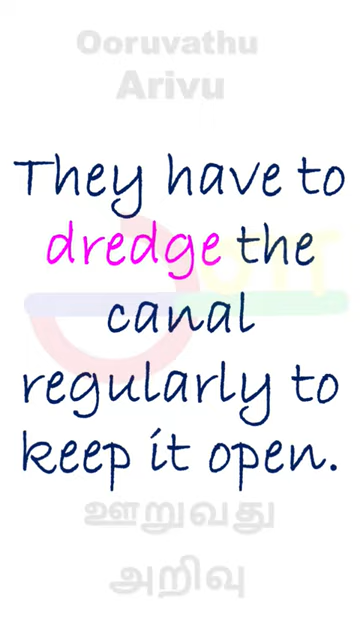 Ooruvathu
Arivu
They have to
dredge the
canal
regularly to
keep it open.
ஊறுவது
அறிவு